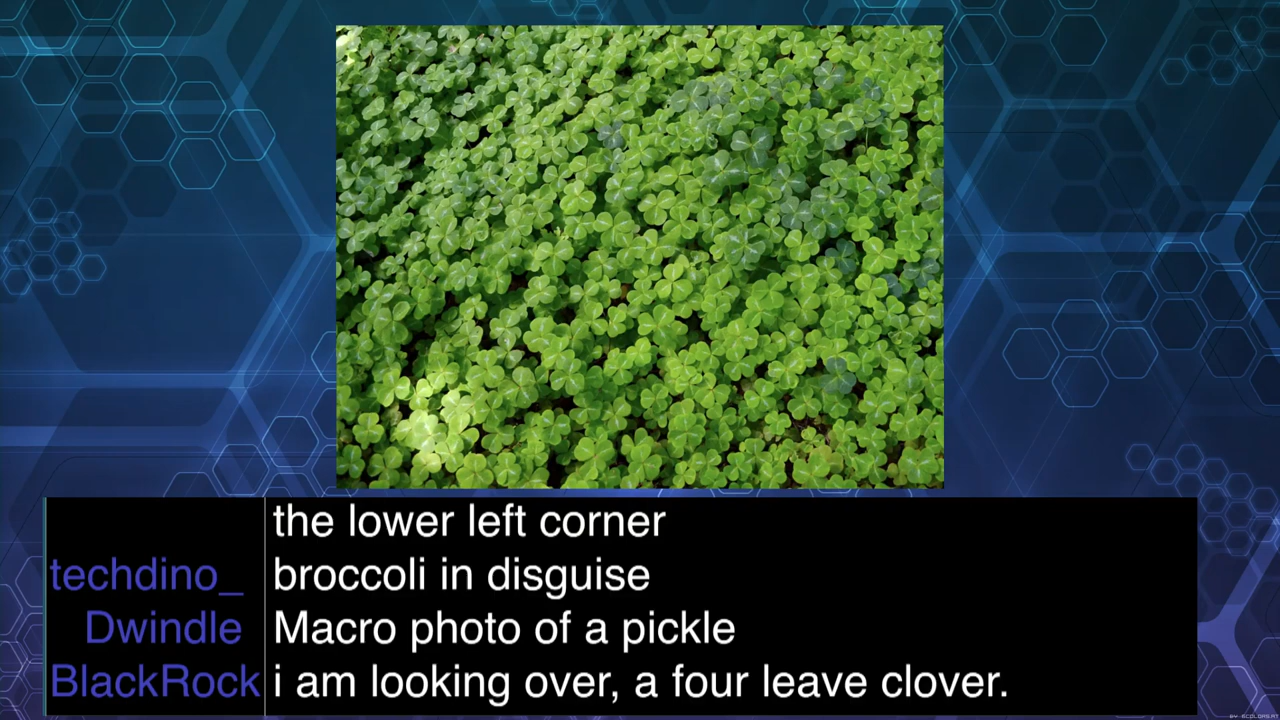 the lower left corner
techdino_ broccoli in disguise
Dwindle Macro photo of a pickle
BlackRock i am looking over, a four leave clover.